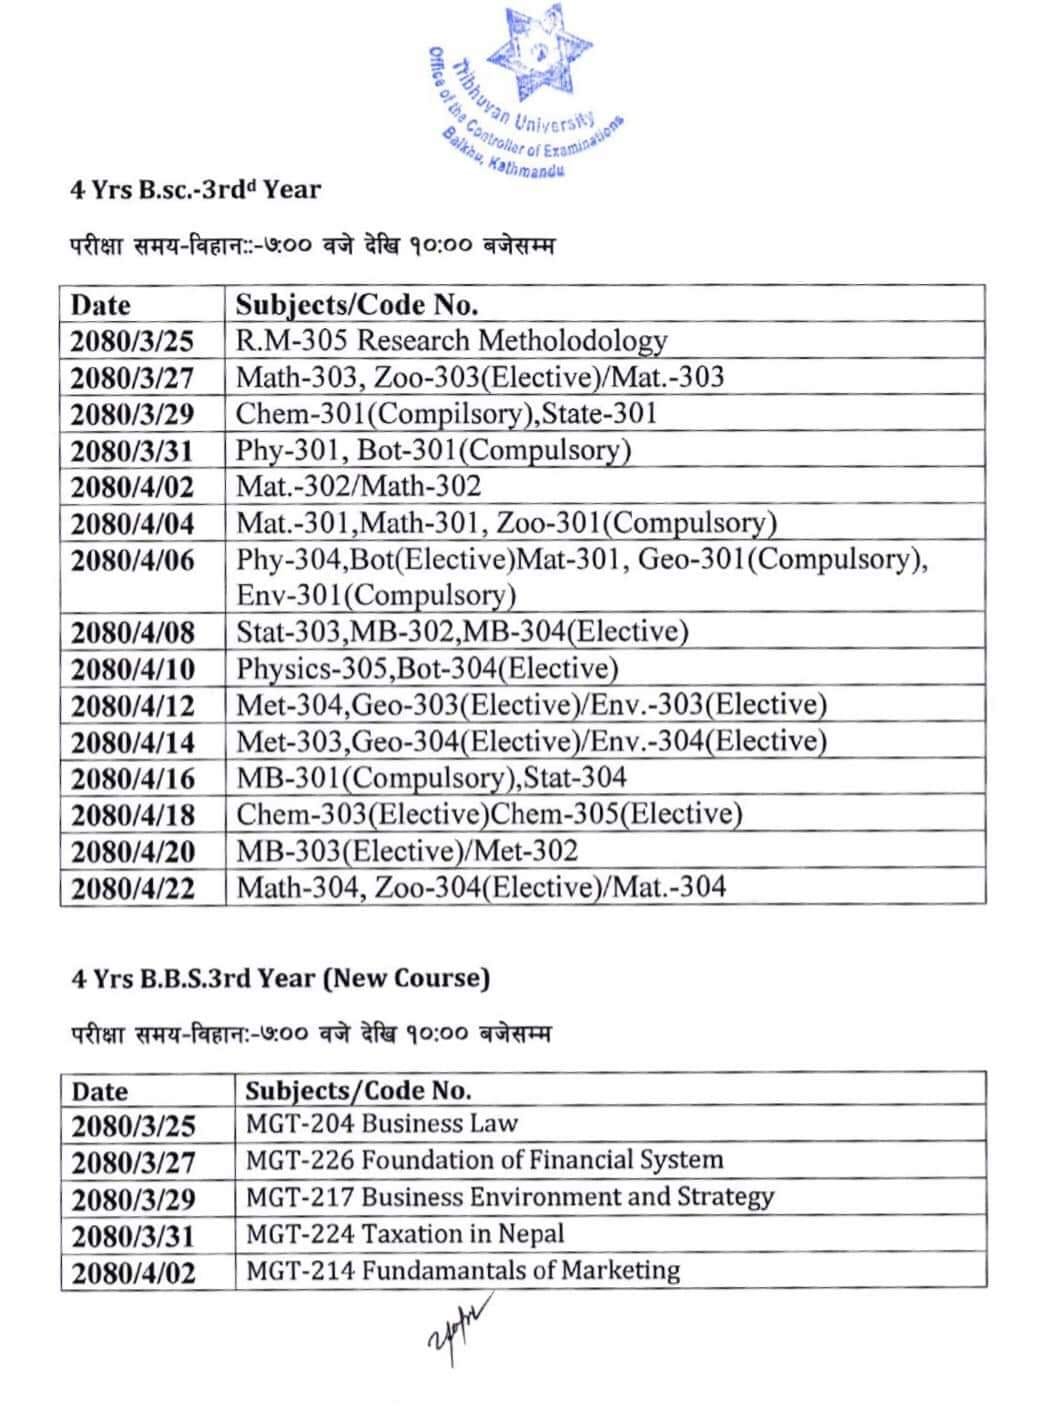 Tribhuvan University
Office of the Controller of Examinations
Balkhu, Kathmandu
4 Yrs B.sc.-3rdᵈ Year
परीक्षा समय-विहानः:-७:०० वजे देखि १०:०० बजेसम्म
Date Subjects/Code No.
2080/3/25 R.M-305 Research Metholodology
2080/3/27 Math-303, Zoo-303(Elective)/Mat.-303
2080/3/29 Chem-301(Compilsory),State-301
2080/3/31 Phy-301, Bot-301(Compulsory)
2080/4/02 Mat.-302/Math-302
2080/4/04 Mat.-301,Math-301, Zoo-301(Compulsory)
2080/4/06 Phy-304,Bot(Elective)Mat-301, Geo-301(Compulsory),
Env-301(Compulsory)
2080/4/08 Stat-303,MB-302,MB-304(Elective)
2080/4/10 Physics-305,Bot-304(Elective)
2080/4/12 Met-304,Geo-303(Elective)/Env.-303(Elective)
2080/4/14 Met-303,Geo-304(Elective)/Env.-304(Elective)
2080/4/16 MB-301(Compulsory),Stat-304
2080/4/18 Chem-303(Elective)Chem-305(Elective)
2080/4/20 MB-303(Elective)/Met-302
2080/4/22 Math-304, Zoo-304(Elective)/Mat.-304
4 Yrs B.B.S.3rd Year (New Course)
परीक्षा समय-विहान:-७:०० वजे देखि १०:०० बजेसम्म
Date Subjects/Code No.
2080/3/25 MGT-204 Business Law
2080/3/27 MGT-226 Foundation of Financial System
2080/3/29 MGT-217 Business Environment and Strategy
2080/3/31 MGT-224 Taxation in Nepal
2080/4/02 MGT-214 Fundamantals of Marketing